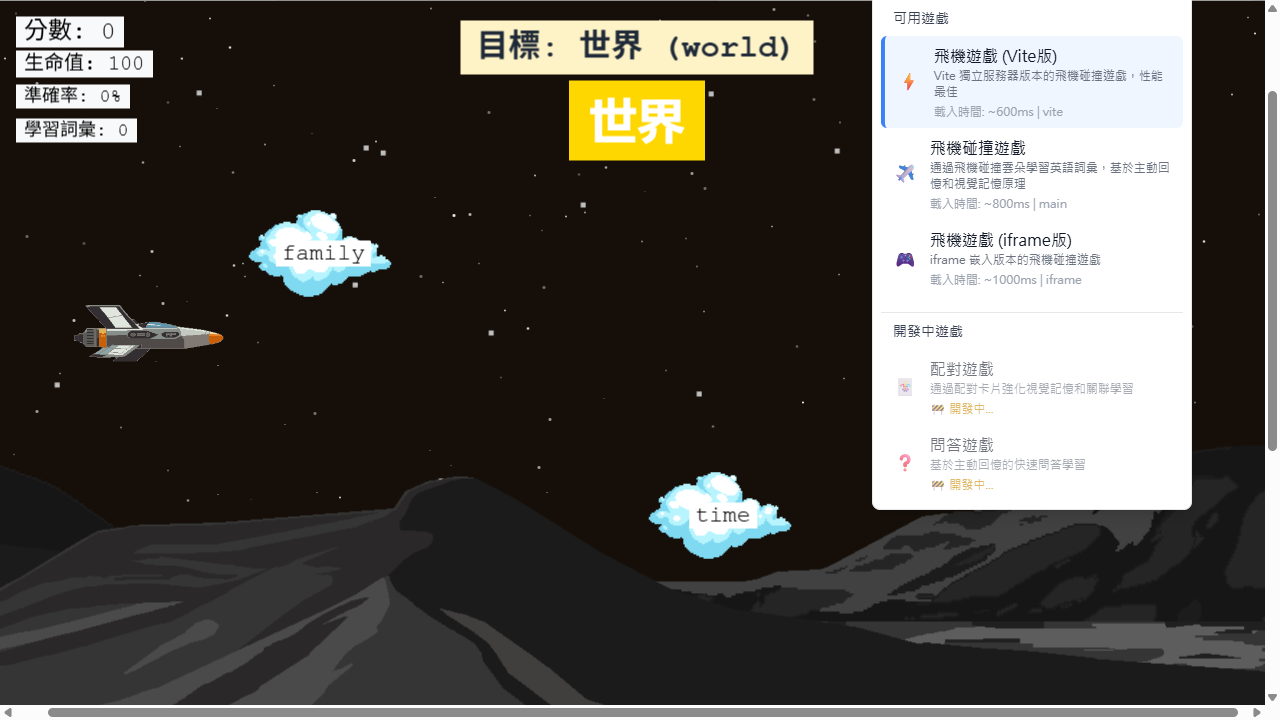 分數: 0
生命值: 100
準確率: 0%
學習詞彙: 0
目標: 世界 (world)
世界
family
time
可用遊戲
飛機遊戲 (Vite版)
Vite 獨立服務器版本的飛機碰撞遊戲，性能
最佳
載入時間: ~600ms | vite
飛機碰撞遊戲
通過飛機碰撞雲朵學習英語詞彙，基於主動回
憶和視覺記憶原理
載入時間: ~800ms | main
飛機遊戲 (iframe版)
iframe 嵌入版本的飛機碰撞遊戲
載入時間: ~1000ms | iframe
開發中遊戲
配對遊戲
通過配對卡片強化視覺記憶和關聯學習
開發中...
問答遊戲
基於主動回憶的快速問答學習
開發中...